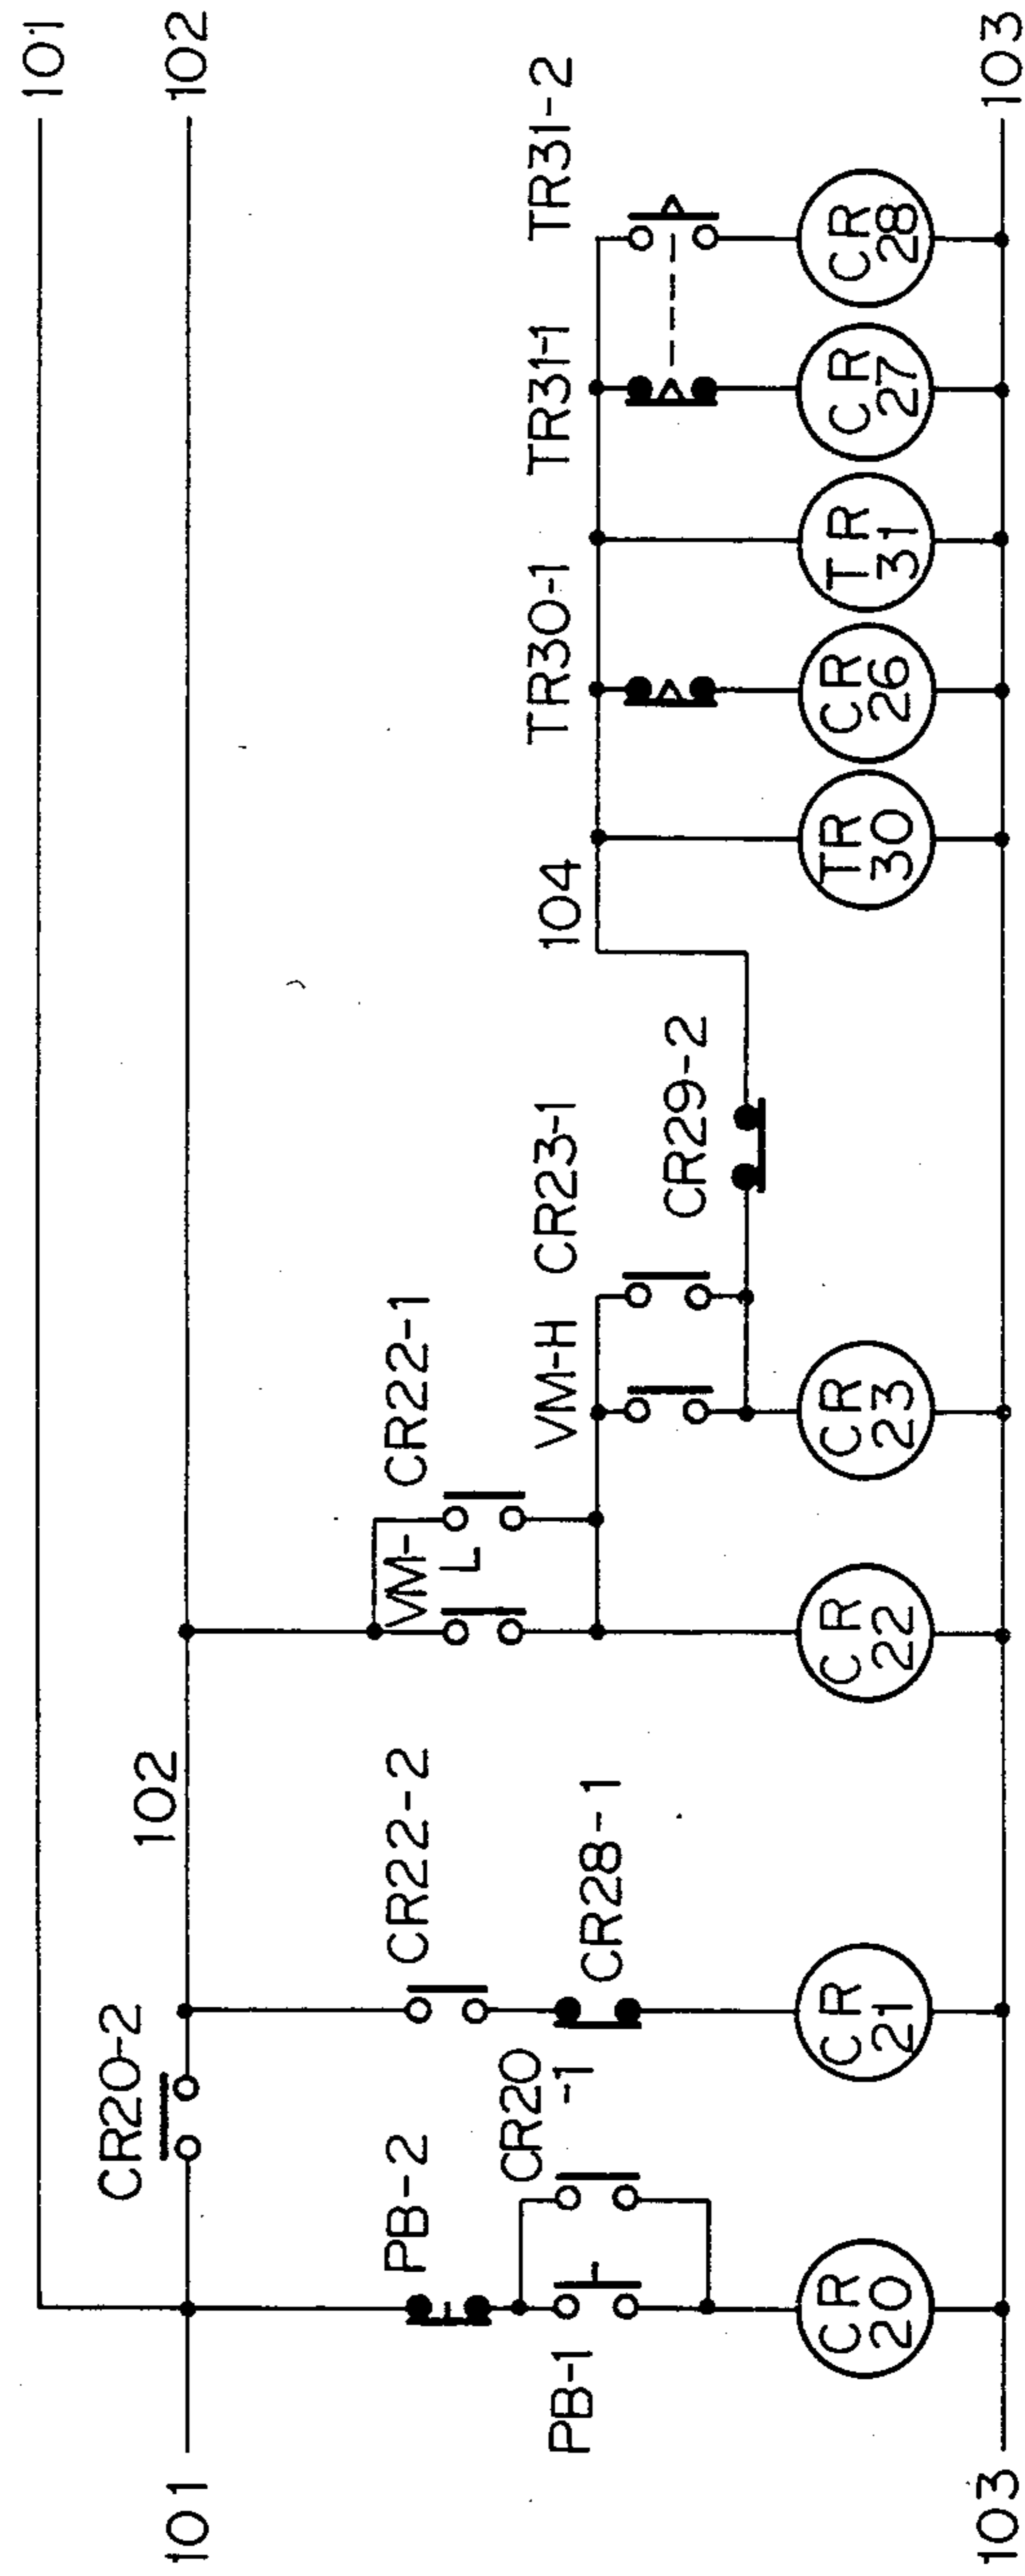 101
102
101
103
103
102
104
CR20-2
PB-2
PB-1
CR20
-1
CR22-2
CR28-1
VM-
L
CR22-1
VM-H
CR23-1
CR29-2
TR30-1
TR31-1
TR31-2
CR
20
CR
21
CR
22
CR
23
TR
30
CR
26
TR
31
CR
27
CR
28